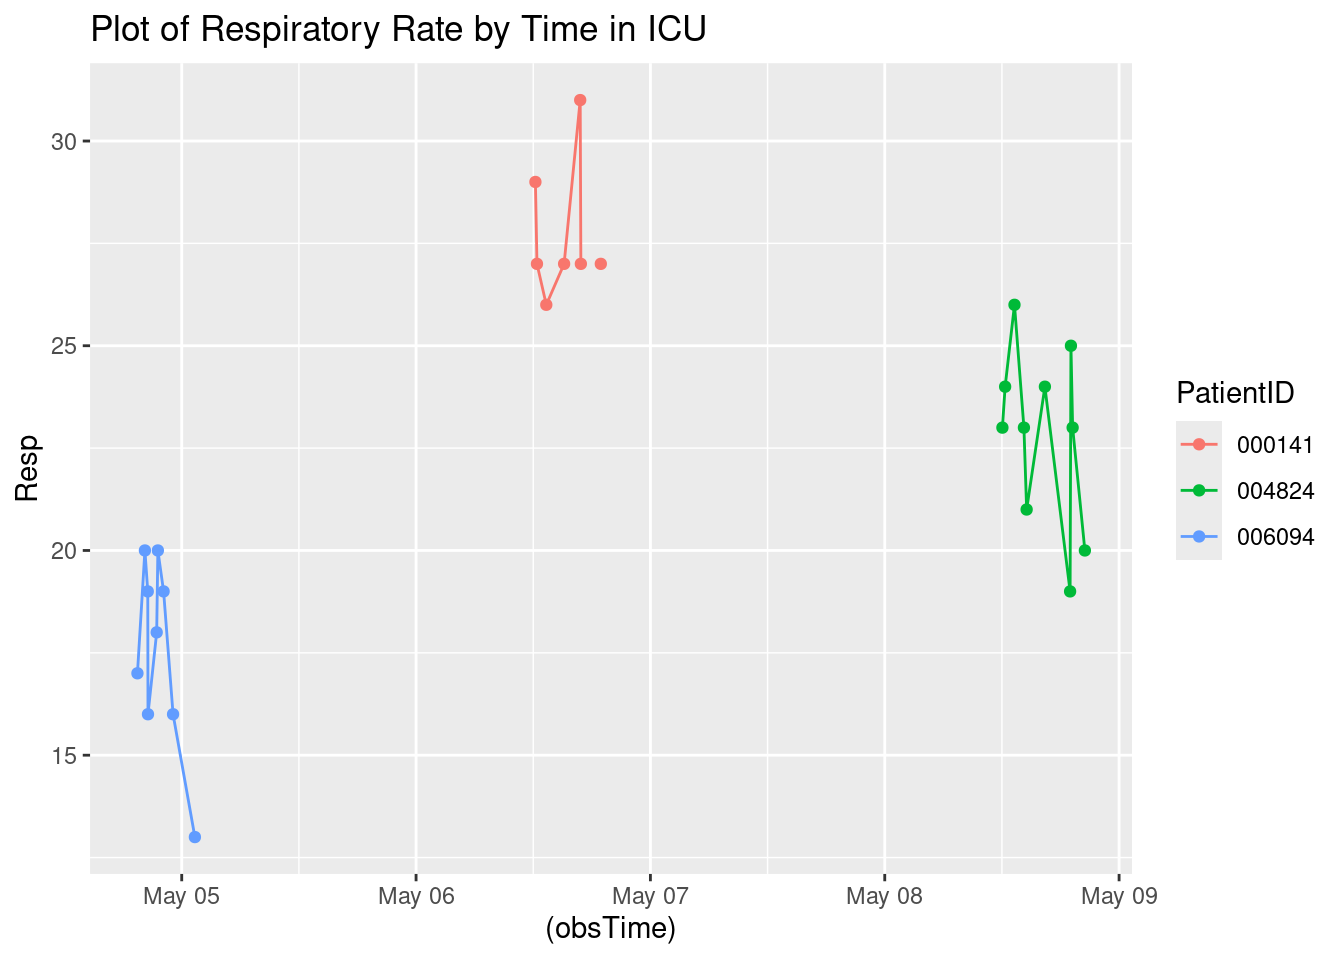 Plot of Respiratory Rate by Time in ICU
Resp
30
25
20
15
May 05
May 06
May 07
May 08
May 09
(obsTime)
PatientID
000141
004824
006094